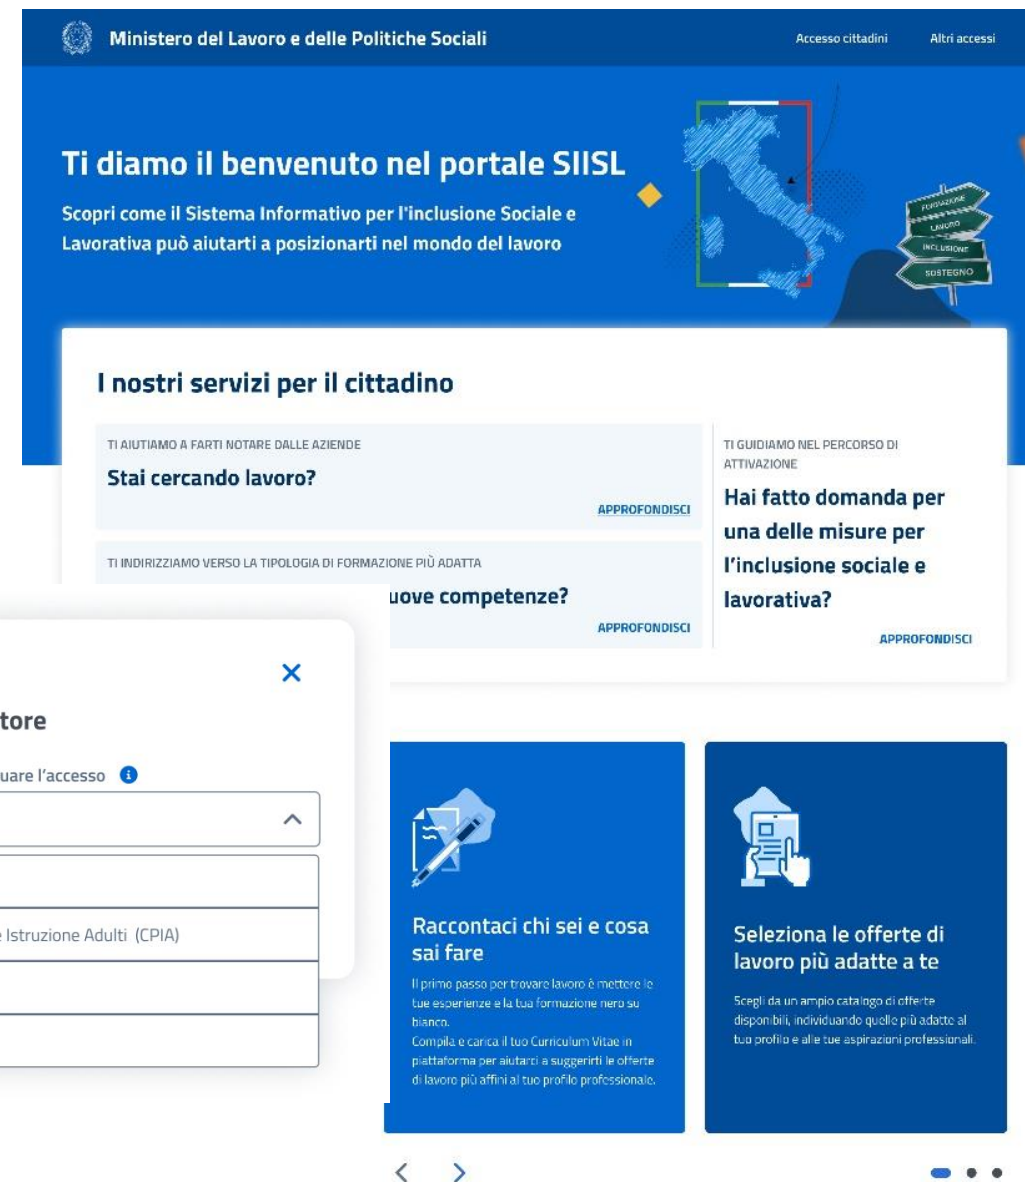 Ministero del Lavoro e delle Politiche Sociali
Accesso cittadini
Altri accessi
Ti diamo il benvenuto nel portale SIISL
Scopri come il Sistema Informativo per l'inclusione Sociale e
Lavorativa può aiutarti a posizionarti nel mondo del lavoro
FORMAZIONE
LAVORO
INCLUSIONE
SOSTEGNO
I nostri servizi per il cittadino
TI AIUTIAMO A FARTI NOTARE DALLE AZIENDE
Stai cercando lavoro?
APPROFONDISCI
TI INDIRIZZIAMO VERSO LA TIPOLOGIA DI FORMAZIONE PIÙ ADATTA
uove competenze?
APPROFONDISCI
TI GUIDIAMO NEL PERCORSO DI
ATTIVAZIONE
Hai fatto domanda per
una delle misure per
l'inclusione sociale e
lavorativa?
APPROFONDISCI
tore
uare l'accesso
e Istruzione Adulti (CPIA)
Raccontaci chi sei e cosa
sai fare
Il primo passo per trovare lavoro è mettere le
tue esperienze e la tua formazione nero su
bianco.
Compila e carica il tuo Curriculum Vitae in
piattaforma per aiutarci a suggerirti le offerte
di lavoro più affini al tuo profilo professionale.
Seleziona le offerte di
lavoro più adatte a te
Scegli da un ampio catalogo di offerte
disponibili, individuando quelle più adatte al
tuo profilo e alle tue aspirazioni professionali.